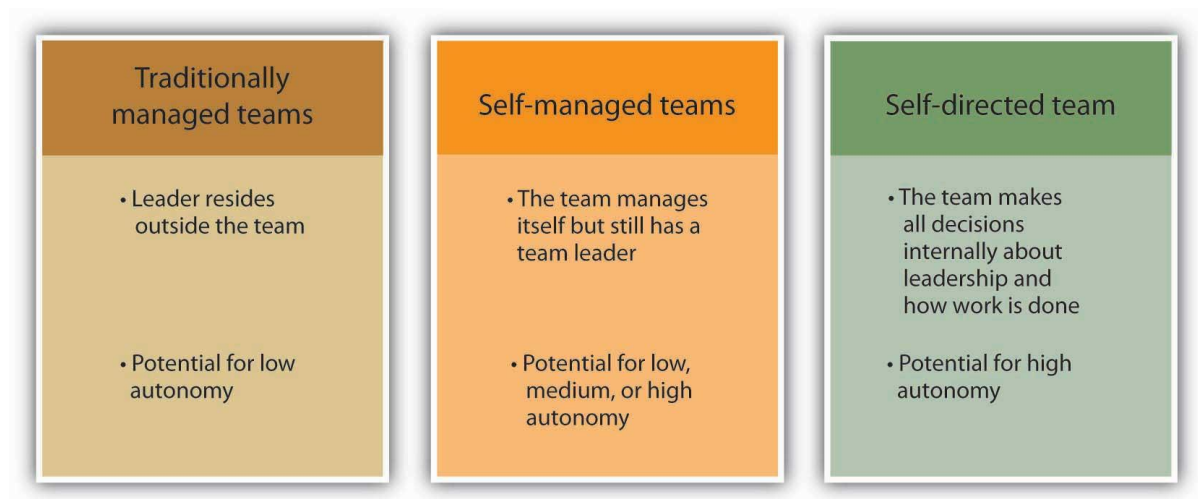 Traditionally
managed teams
• Leader resides
outside the team
• Potential for low
autonomy
Self-managed teams
• The team manages
itself but still has a
team leader
• Potential for low,
medium, or high
autonomy
Self-directed team
• The team makes
all decisions
internally about
leadership and
how work is done
• Potential for high
autonomy